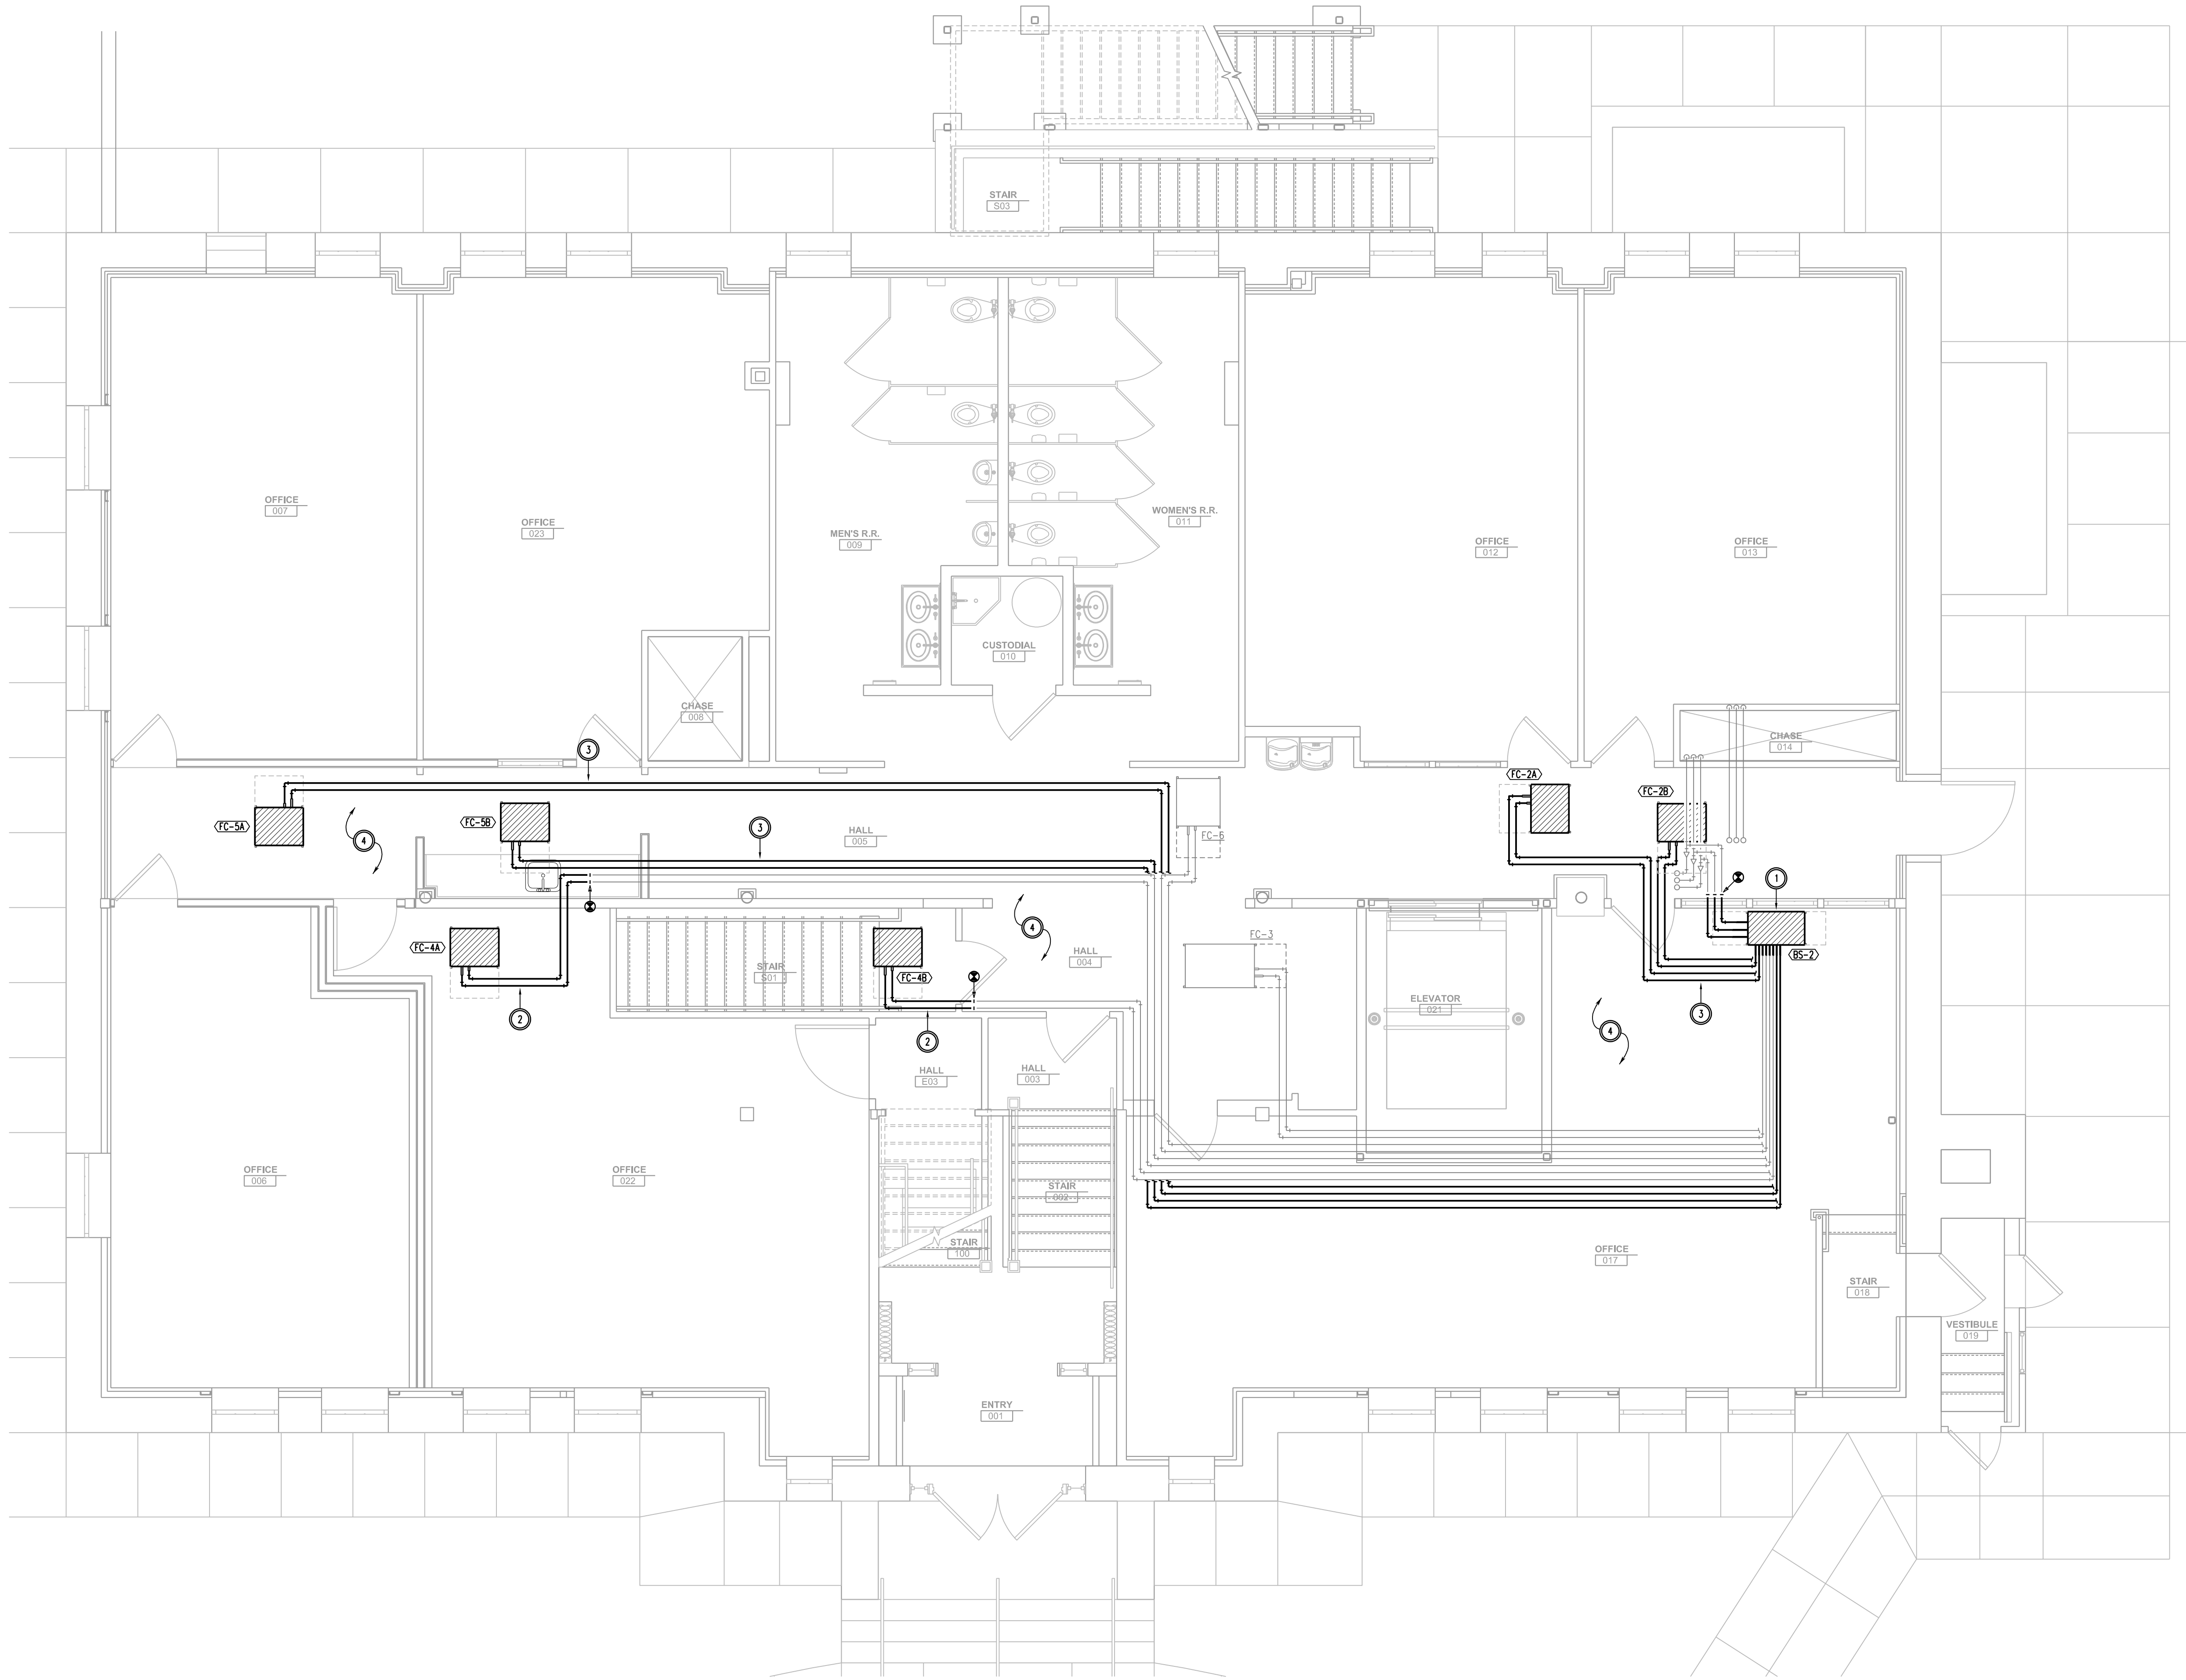 STAIR
S03
OFFICE
007
OFFICE
023
MEN'S R.R.
009
WOMEN'S R.R.
011
OFFICE
012
OFFICE
013
CUSTODIAL
010
CHASE
008
CHASE
014
3
FC-2A
FC-2B
FC-5A
4
FC-5B
3
HALL
005
FC-6
1
FC-4A
2
STAIR
S01
FC-4B
2
4
HALL
004
FC-3
ELEVATOR
021
4
3
BS-2
HALL
E03
HALL
003
OFFICE
006
OFFICE
022
STAIR
S02
STAIR
100
OFFICE
017
STAIR
018
VESTIBULE
019
ENTRY
001